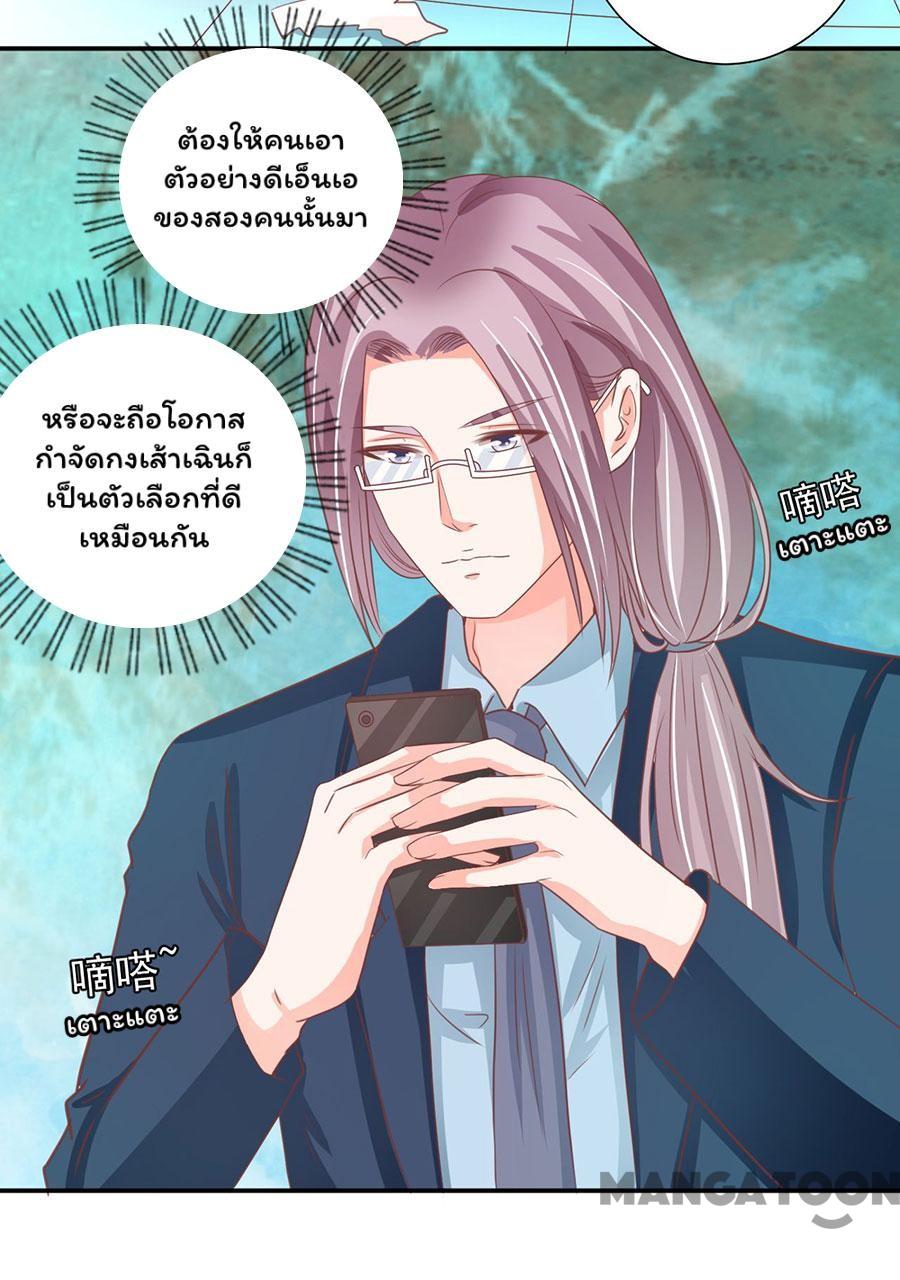 ต้องให้คนเอา
ตัวอย่างดีเอ็นเอ
ของสองคนนั้นมา
หรือจะถือโอกาส
กำจัดกงเส้าเฉินก็
เป็นตัวเลือกที่ดี
เหมือนกัน
嘀嗒
เตาะแตะ
嘀嗒~
เตาะแตะ
MANGATOON